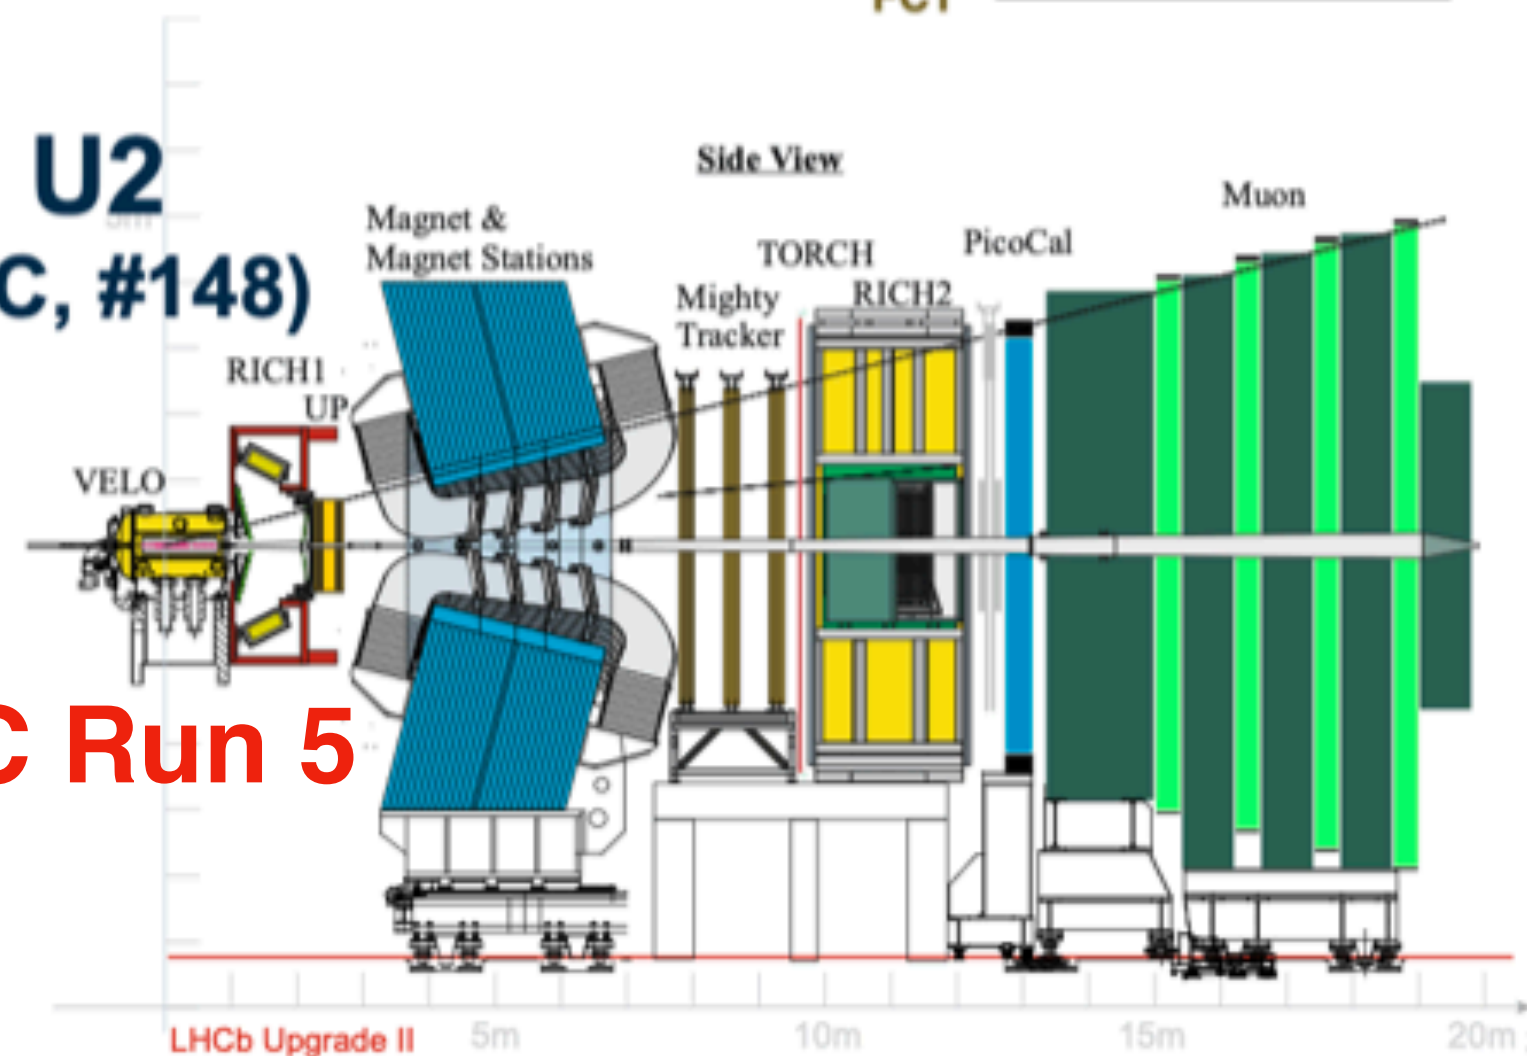 U2
5m
C, #148)
Side View
Magnet &
Magnet Stations
Muon
TORCH
PicoCal
Mighty
Tracker
RICH2
RICH1
UP
VELO
C Run 5
LHCb Upgrade II
5m
10m
15m
20m